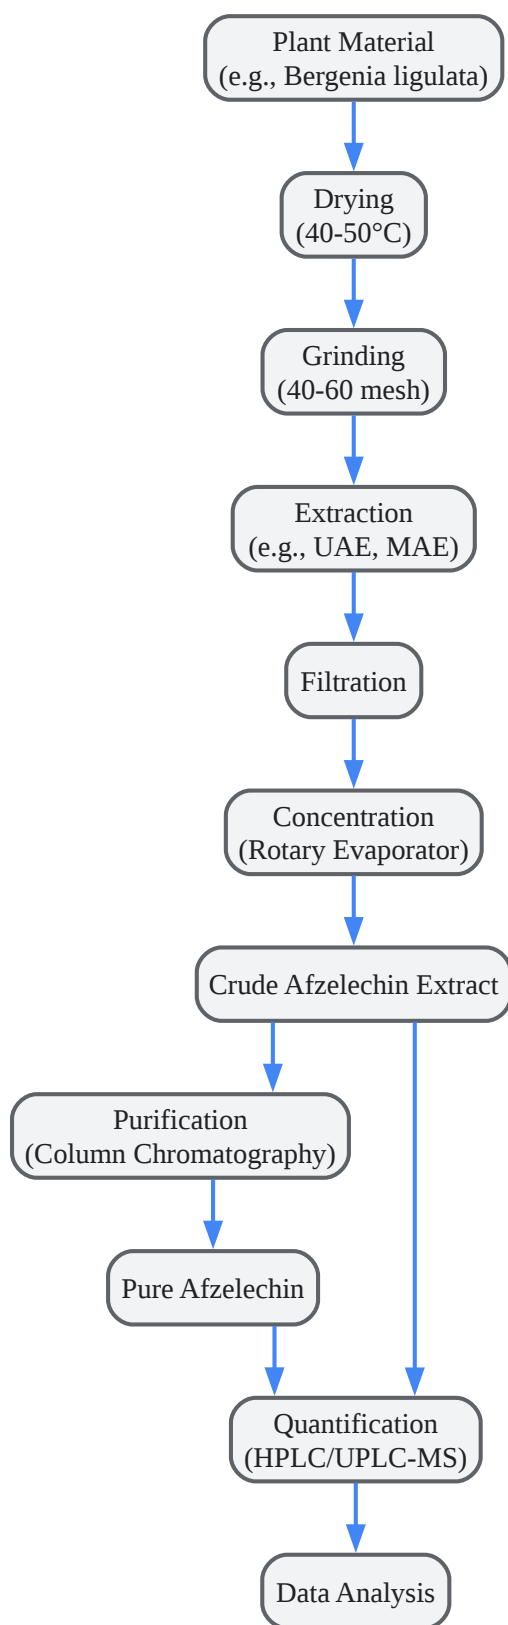 Plant Material
(e.g., Bergenia ligulata)
Drying
(40-50°C)
Grinding
(40-60 mesh)
Extraction
(e.g., UAE, MAE)
Filtration
Concentration
(Rotary Evaporator)
Crude Afzelechin Extract
Purification
(Column Chromatography)
Pure Afzelechin
Quantification
(HPLC/UPLC-MS)
Data Analysis